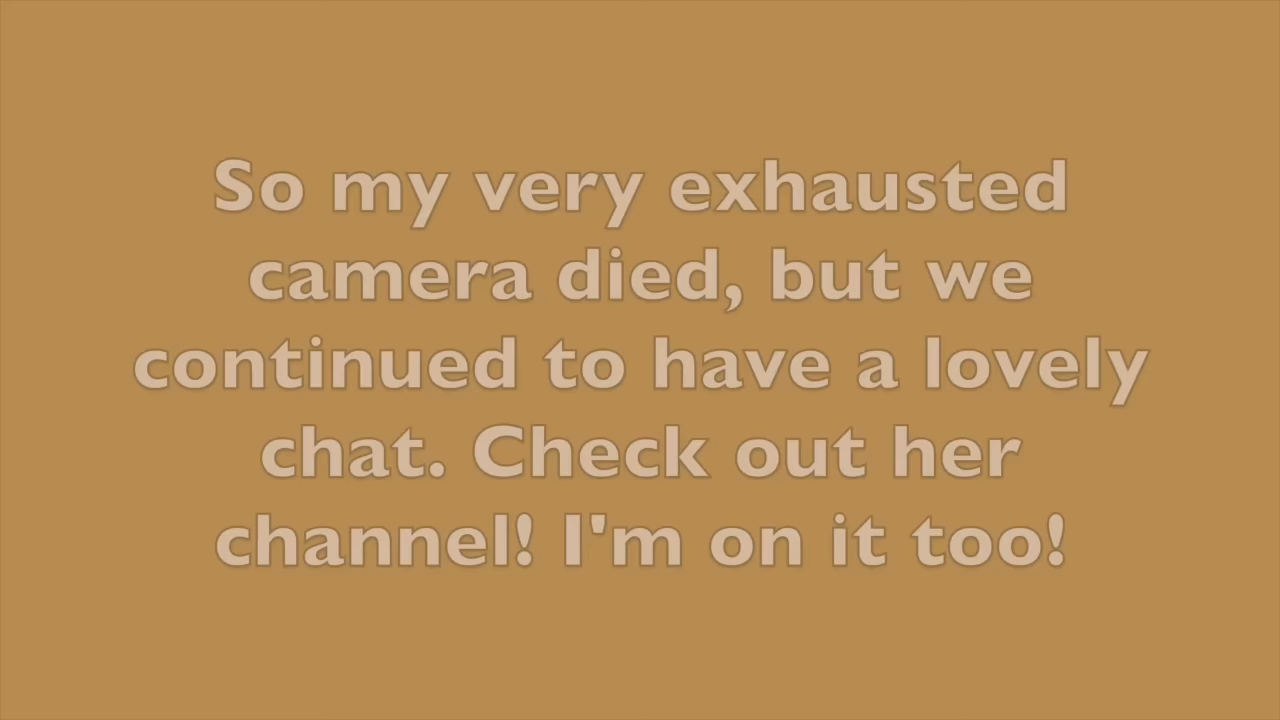 So my very exhausted
camera died, but we
continued to have a lovely
chat. Check out her
channel! I'm on it too!